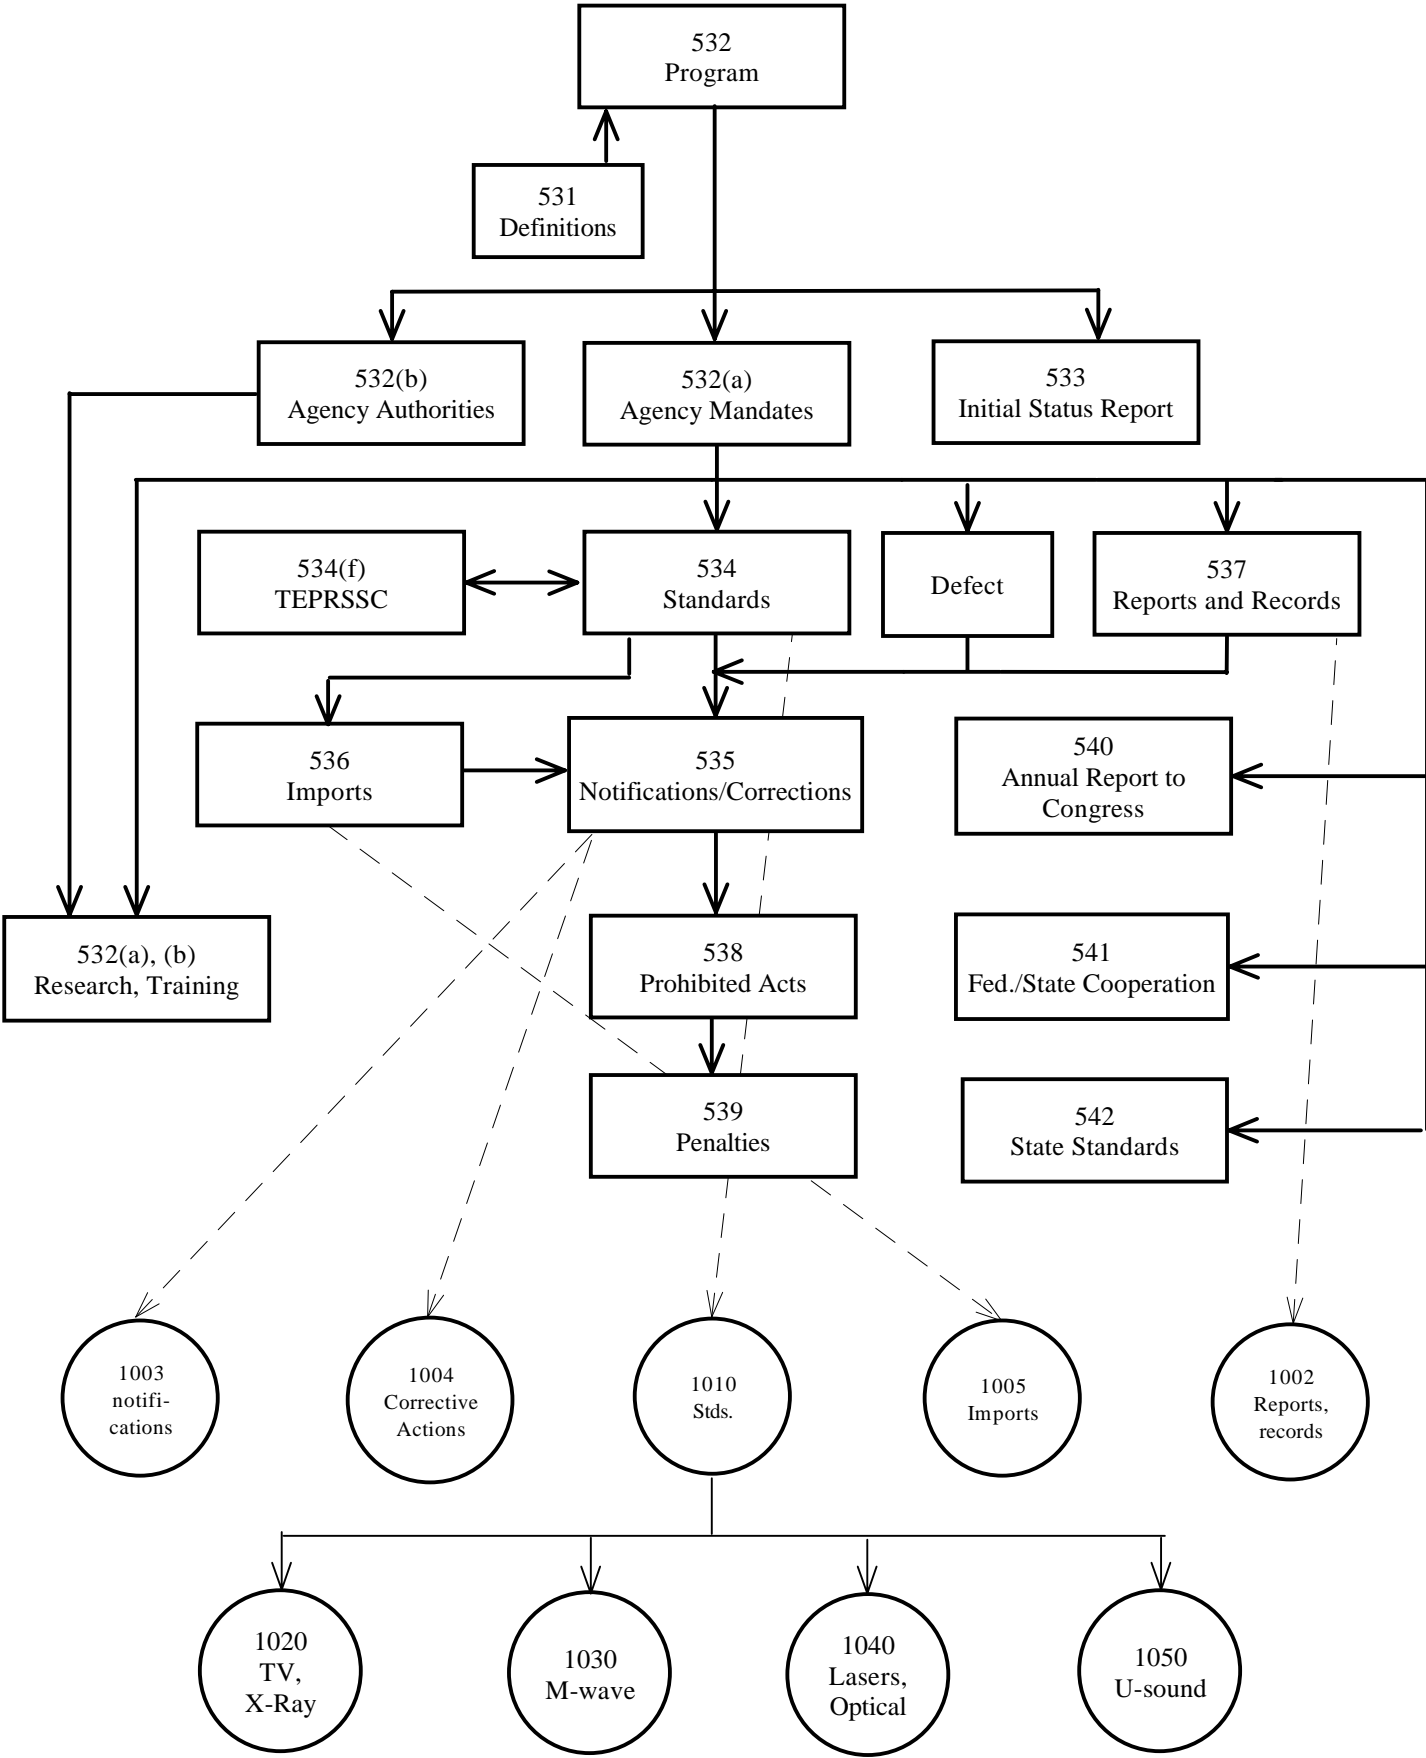 532
Program
531
Definitions
532(b)
Agency Authorities
532(a)
Agency Mandates
533
Initial Status Report
534(f)
TEPRSSC
534
Standards
Defect
537
Reports and Records
536
Imports
535
Notifications/Corrections
540
Annual Report to
Congress
532(a), (b)
Research, Training
538
Prohibited Acts
541
Fed./State Cooperation
539
Penalties
542
State Standards
1003
notifi-
cations
1004
Corrective
Actions
1010
Stds.
1005
Imports
1002
Reports,
records
1020
TV,
X-Ray
1030
M-wave
1040
Lasers,
Optical
1050
U-sound